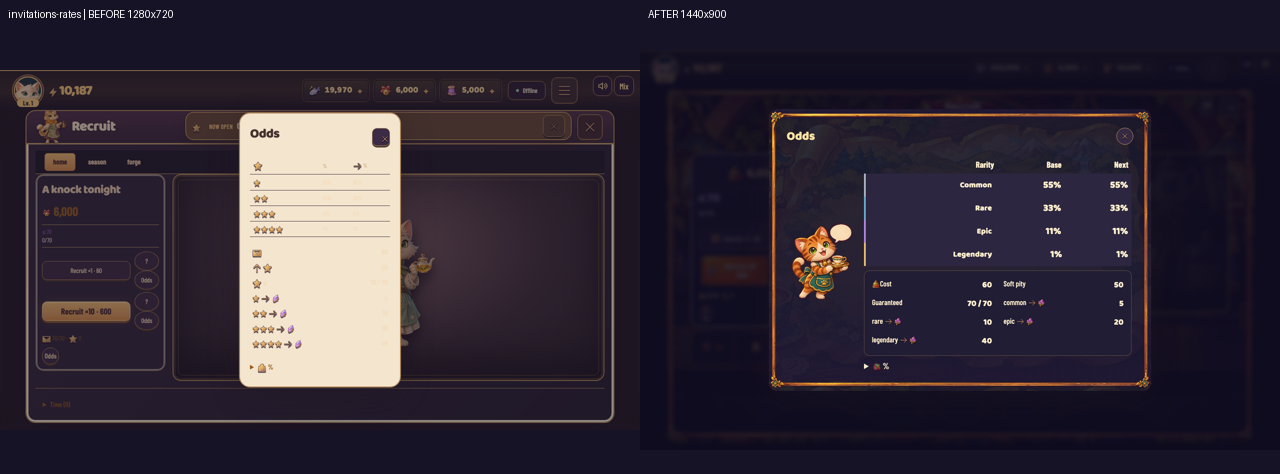 invitations-rates | BEFORE 1280x720
AFTER 1440x900
10,187
Lv. 1
19,970 +
6,000 +
5,000 +
Offline
Mix
Recruit
NOW OPEN
home
season
forge
A knock tonight
6,000
0/70
Recruit ×1 · 60
?
Odds
Recruit ×10 · 600
?
Odds
Odds
Time Off
Odds
%
%
%
Odds
Rarity Base Next
Common 55% 55%
Rare 33% 33%
Epic 11% 11%
Legendary 1% 1%
Cost 60 Soft pity 50
Guaranteed 70 / 70 common → 5
rare → 10 epic → 20
legendary → 40
%